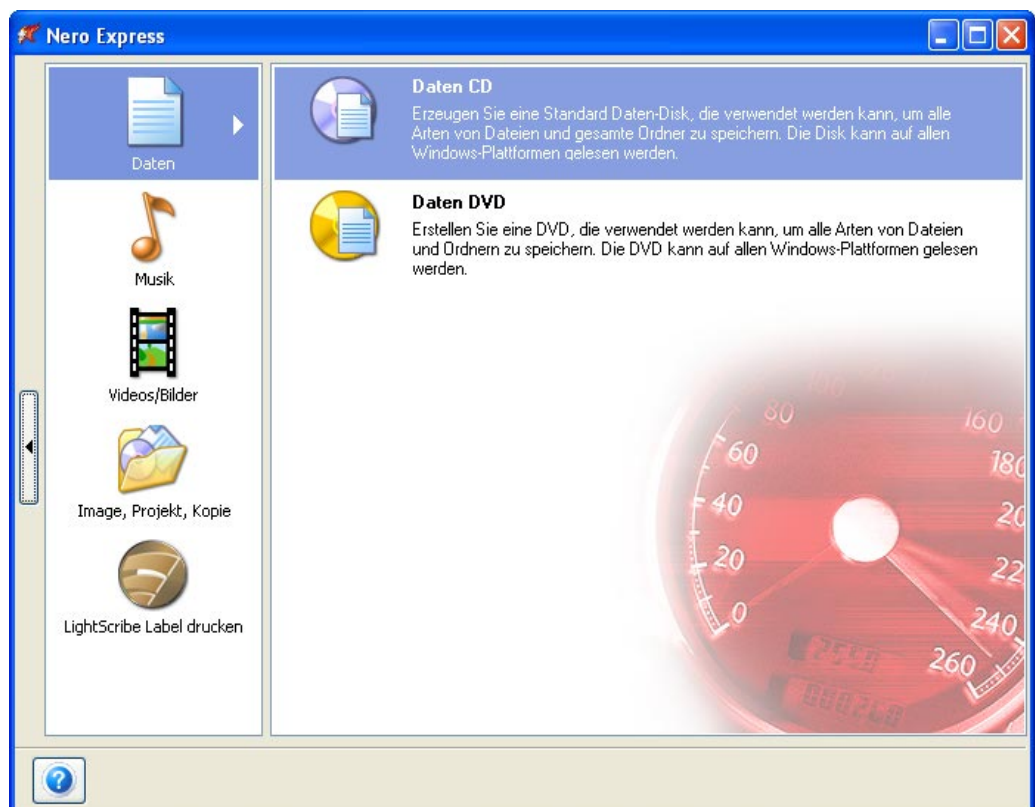 Nero Express
Daten
Musik
Videos/Bilder
Image, Projekt, Kopie
LightScribe Label drucken
Daten CD
Erzeugen Sie eine Standard Daten-Disk, die verwendet werden kann, um alle
Arten von Dateien und gesamte Ordner zu speichern. Die Disk kann auf allen
Windows-Plattformen gelesen werden.
Daten DVD
Erstellen Sie eine DVD, die verwendet werden kann, um alle Arten von Dateien
und Ordnern zu speichern. Die DVD kann auf allen Windows-Plattformen gelesen
werden.
0
20
40
60
80
100
160
180
20
22
240
260